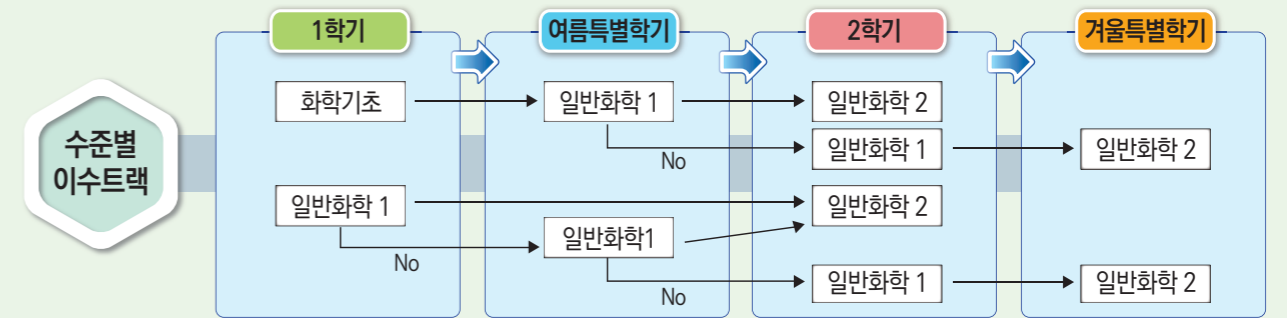 수준별
이수트랙
1학기
여름특별학기
2학기
겨울특별학기
화학기초
일반화학 1
일반화학 2
No
일반화학 1
일반화학 2
일반화학 1
일반화학 2
No
일반화학1
No
일반화학 1
일반화학 2